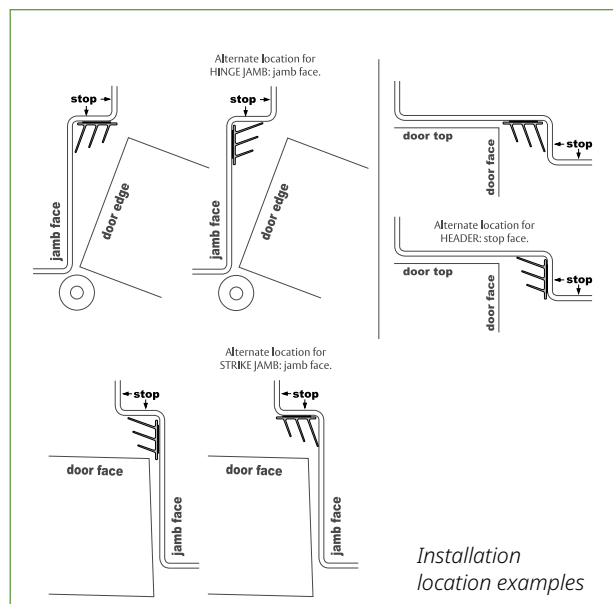 Alternate location for
HINGE JAMB: jamb face.
stop
jamb face
door edge
stop
jamb face
door edge
stop
door top
door face
Alternate location for
HEADER: stop face.
stop
door top
door face
Alternate location for
STRIKE JAMB: jamb face.
stop
door face
jamb face
stop
door face
jamb face
Installation
location examples